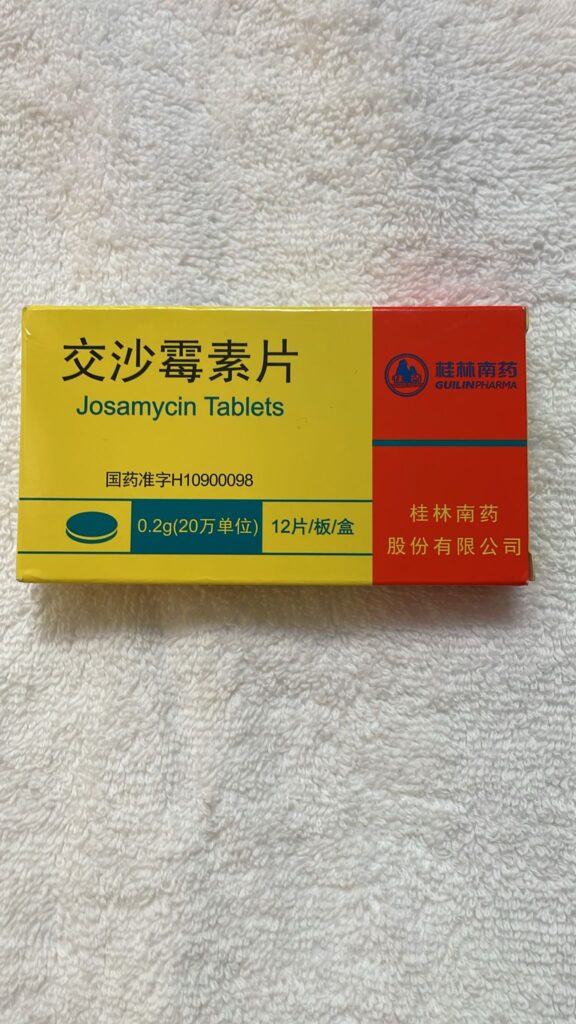 交沙霉素片
Josamycin Tablets
国药准字H10900098
0.2g(20万单位)
12片/板/盒
桂林南药
GUILINPHARMA
桂林南药
股份有限公司